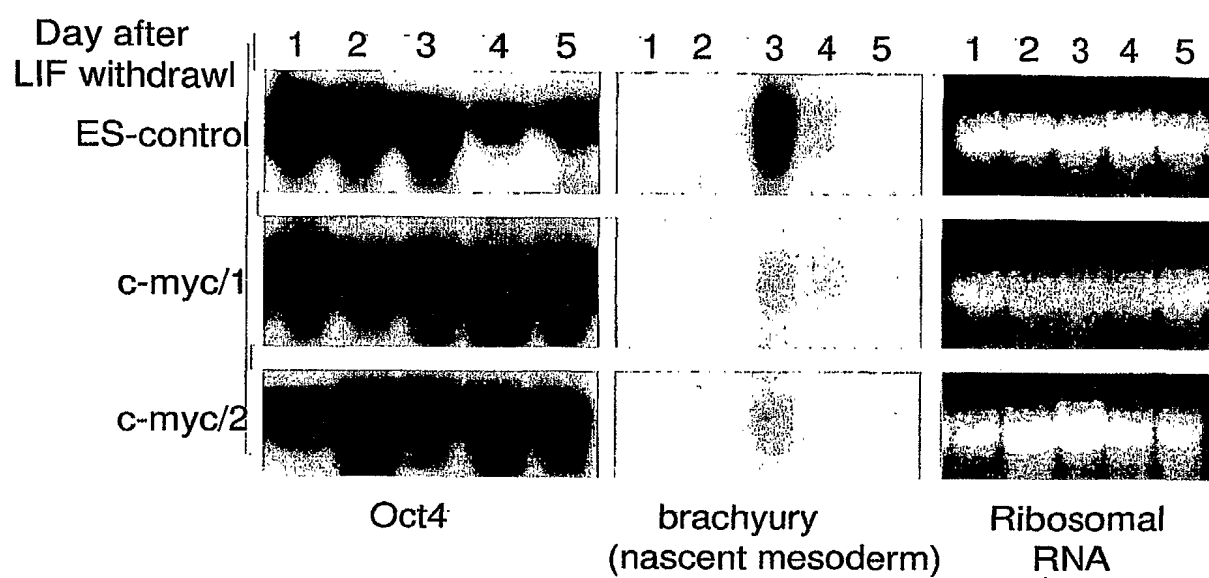 Day after
LIF withdrawl
1 2 3 4 5
1 2 3 4 5
1 2 3 4 5
ES-control
c-myc/1
c-myc/2
Oct4
brachyury
(nascent mesoderm)
Ribosomal
RNA